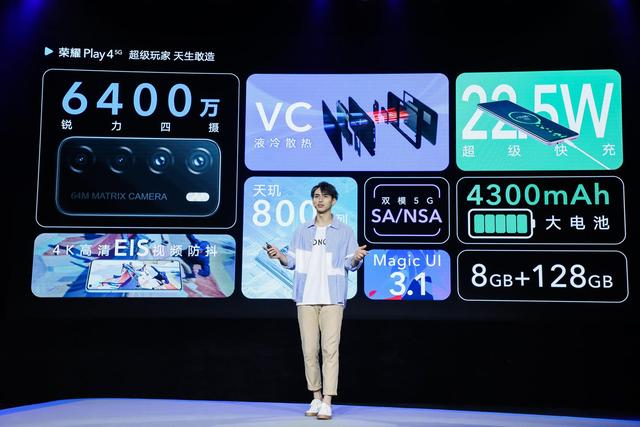 荣耀 Play4 5G 超级玩家 天生敢造
6400万
锐力四摄
64M MATRIX CAMERA
4K高清EIS视频防抖
VC
液冷散热
天玑
800
列
双模5G
SA/NSA
Magic UI
3.1
22.5W
超级快充
4300mAh
大电池
8GB+128GB